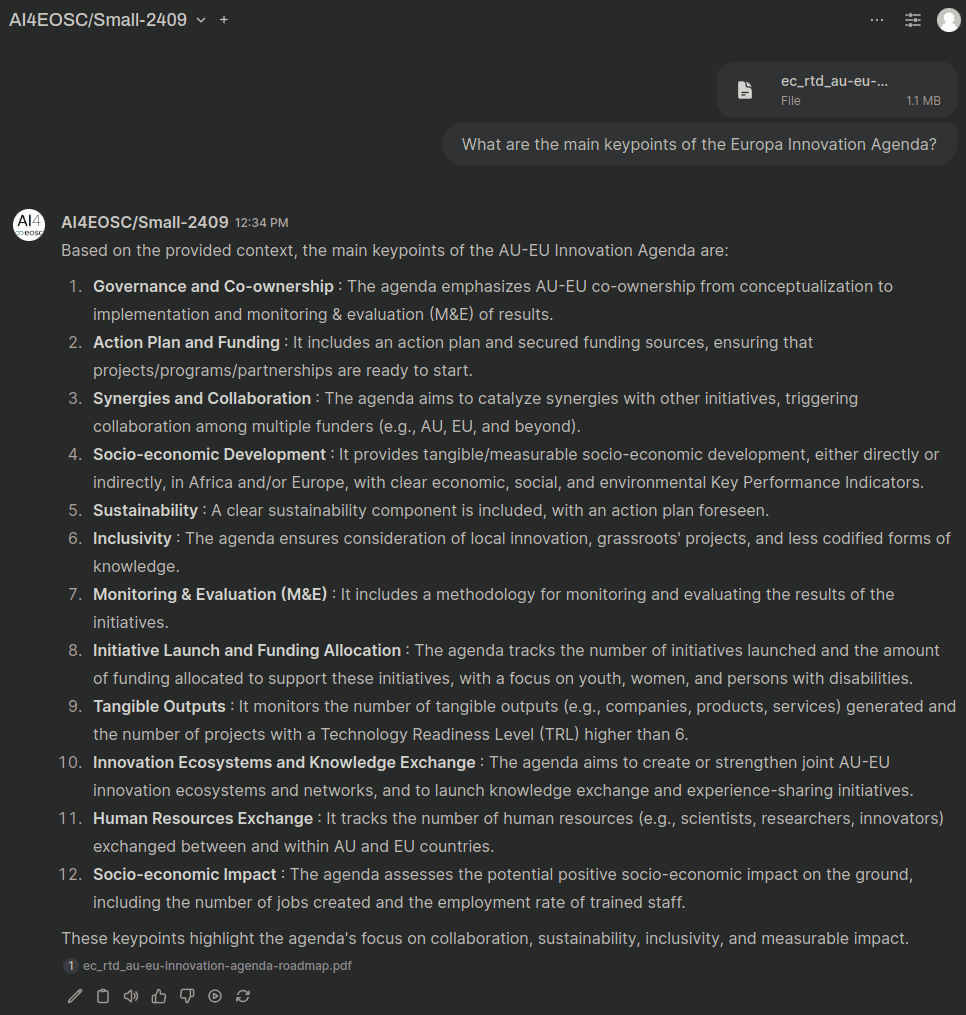 AI4EOSC/Small-2409
ec_rtd_au-eu-...
File 1.1 MB
What are the main keypoints of the Europa Innovation Agenda?
AI4
eosc
AI4EOSC/Small-2409 12:34 PM
Based on the provided context, the main keypoints of the AU-EU Innovation Agenda are:
1. Governance and Co-ownership : The agenda emphasizes AU-EU co-ownership from conceptualization to
implementation and monitoring & evaluation (M&E) of results.
2. Action Plan and Funding : It includes an action plan and secured funding sources, ensuring that
projects/programs/partnerships are ready to start.
3. Synergies and Collaboration : The agenda aims to catalyze synergies with other initiatives, triggering
collaboration among multiple funders (e.g., AU, EU, and beyond).
4. Socio-economic Development : It provides tangible/measurable socio-economic development, either directly or
indirectly, in Africa and/or Europe, with clear economic, social, and environmental Key Performance Indicators.
5. Sustainability : A clear sustainability component is included, with an action plan foreseen.
6. Inclusivity : The agenda ensures consideration of local innovation, grassroots' projects, and less codified forms of
knowledge.
7. Monitoring & Evaluation (M&E) : It includes a methodology for monitoring and evaluating the results of the
initiatives.
8. Initiative Launch and Funding Allocation : The agenda tracks the number of initiatives launched and the amount
of funding allocated to support these initiatives, with a focus on youth, women, and persons with disabilities.
9. Tangible Outputs : It monitors the number of tangible outputs (e.g., companies, products, services) generated and
the number of projects with a Technology Readiness Level (TRL) higher than 6.
10. Innovation Ecosystems and Knowledge Exchange : The agenda aims to create or strengthen joint AU-EU
innovation ecosystems and networks, and to launch knowledge exchange and experience-sharing initiatives.
11. Human Resources Exchange : It tracks the number of human resources (e.g., scientists, researchers, innovators)
exchanged between and within AU and EU countries.
12. Socio-economic Impact : The agenda assesses the potential positive socio-economic impact on the ground,
including the number of jobs created and the employment rate of trained staff.
These keypoints highlight the agenda's focus on collaboration, sustainability, inclusivity, and measurable impact.
1 ec_rtd_au-eu-innovation-agenda-roadmap.pdf